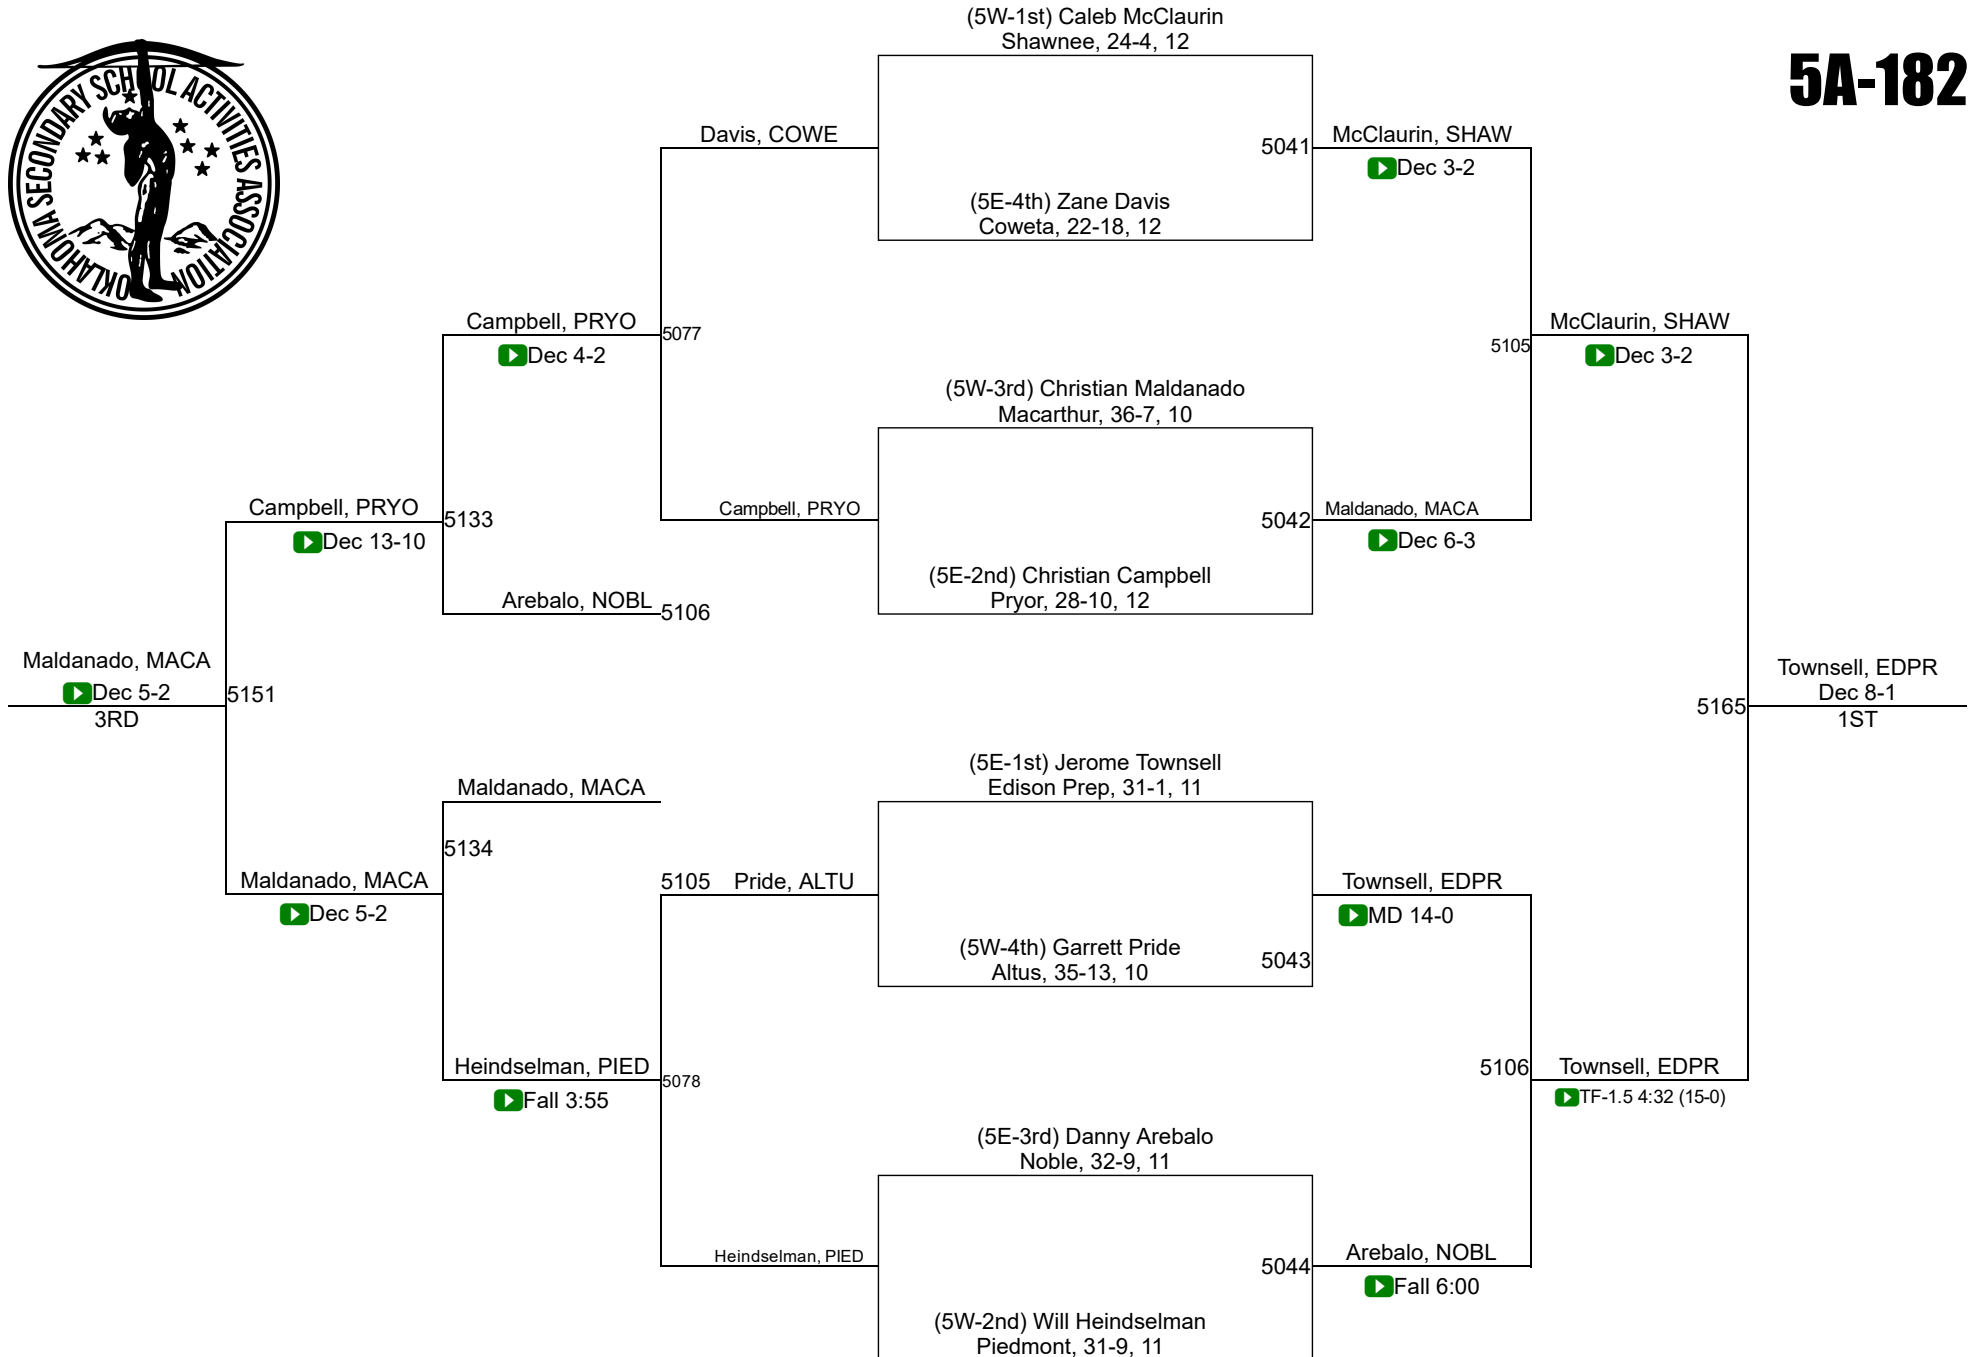 OKLAHOMA SECONDARY SCHOOL ACTIVITIES ASSOCIATION
5A-182
(5W-1st) Caleb McClaurin
Shawnee, 24-4, 12
Davis, COWE
5041
McClaurin, SHAW
Dec 3-2
(5E-4th) Zane Davis
Coweta, 22-18, 12
Campbell, PRYO
Dec 4-2
5077
5105
McClaurin, SHAW
Dec 3-2
(5W-3rd) Christian Maldanado
Macarthur, 36-7, 10
Campbell, PRYO
Dec 13-10
5133
Campbell, PRYO
5042
Maldanado, MACA
Dec 6-3
(5E-2nd) Christian Campbell
Pryor, 28-10, 12
Arebalo, NOBL
5106
Maldanado, MACA
Dec 5-2
3RD
5151
5165
Townsell, EDPR
Dec 8-1
1ST
(5E-1st) Jerome Townsell
Edison Prep, 31-1, 11
Maldanado, MACA
5134
Maldanado, MACA
Dec 5-2
5105
Pride, ALTU
Townsell, EDPR
MD 14-0
(5W-4th) Garrett Pride
Altus, 35-13, 10
5043
Heindselman, PIED
Fall 3:55
5078
5106
Townsell, EDPR
TF-1.5 4:32 (15-0)
(5E-3rd) Danny Arebalo
Noble, 32-9, 11
Heindselman, PIED
5044
Arebalo, NOBL
Fall 6:00
(5W-2nd) Will Heindselman
Piedmont, 31-9, 11